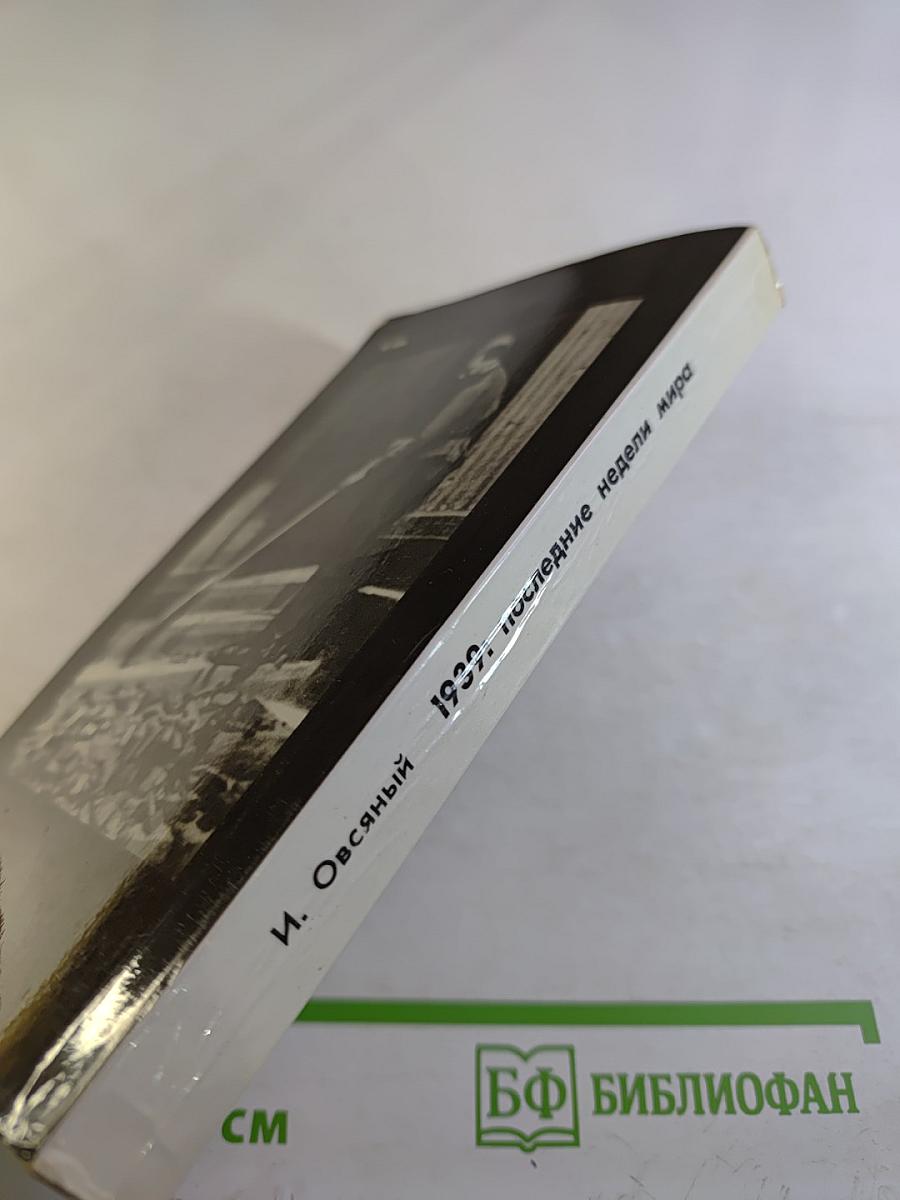 И. Овсяный 1939: последние недели мира
см
БФ БИБЛИОФАН